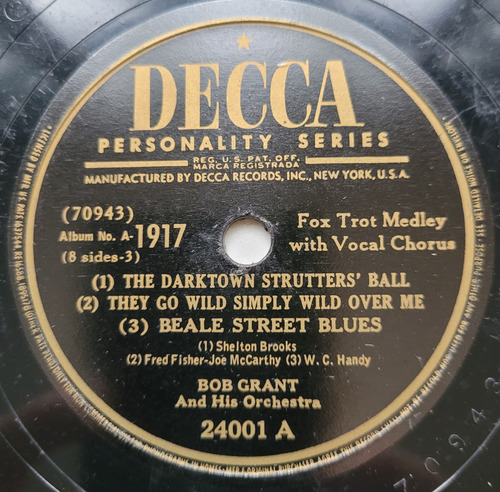 DECCA
PERSONALITY SERIES
REG. U.S. PAT. OFF.
MARCA REGISTRADA
MANUFACTURED BY DECCA RECORDS, INC., NEW YORK, U.S.A.
(70943)
Album No. A-1917
(8 sides-3)
Fox Trot Medley
with Vocal Chorus
(1) THE DARKTOWN STRUTTERS' BALL
(2) THEY GO WILD SIMPLY WILD OVER ME
(3) BEALE STREET BLUES
(1) Shelton Brooks
(2) Fred Fisher-Joe McCarthy (3) W. C. Handy
BOB GRANT
And His Orchestra
24001 A
70943